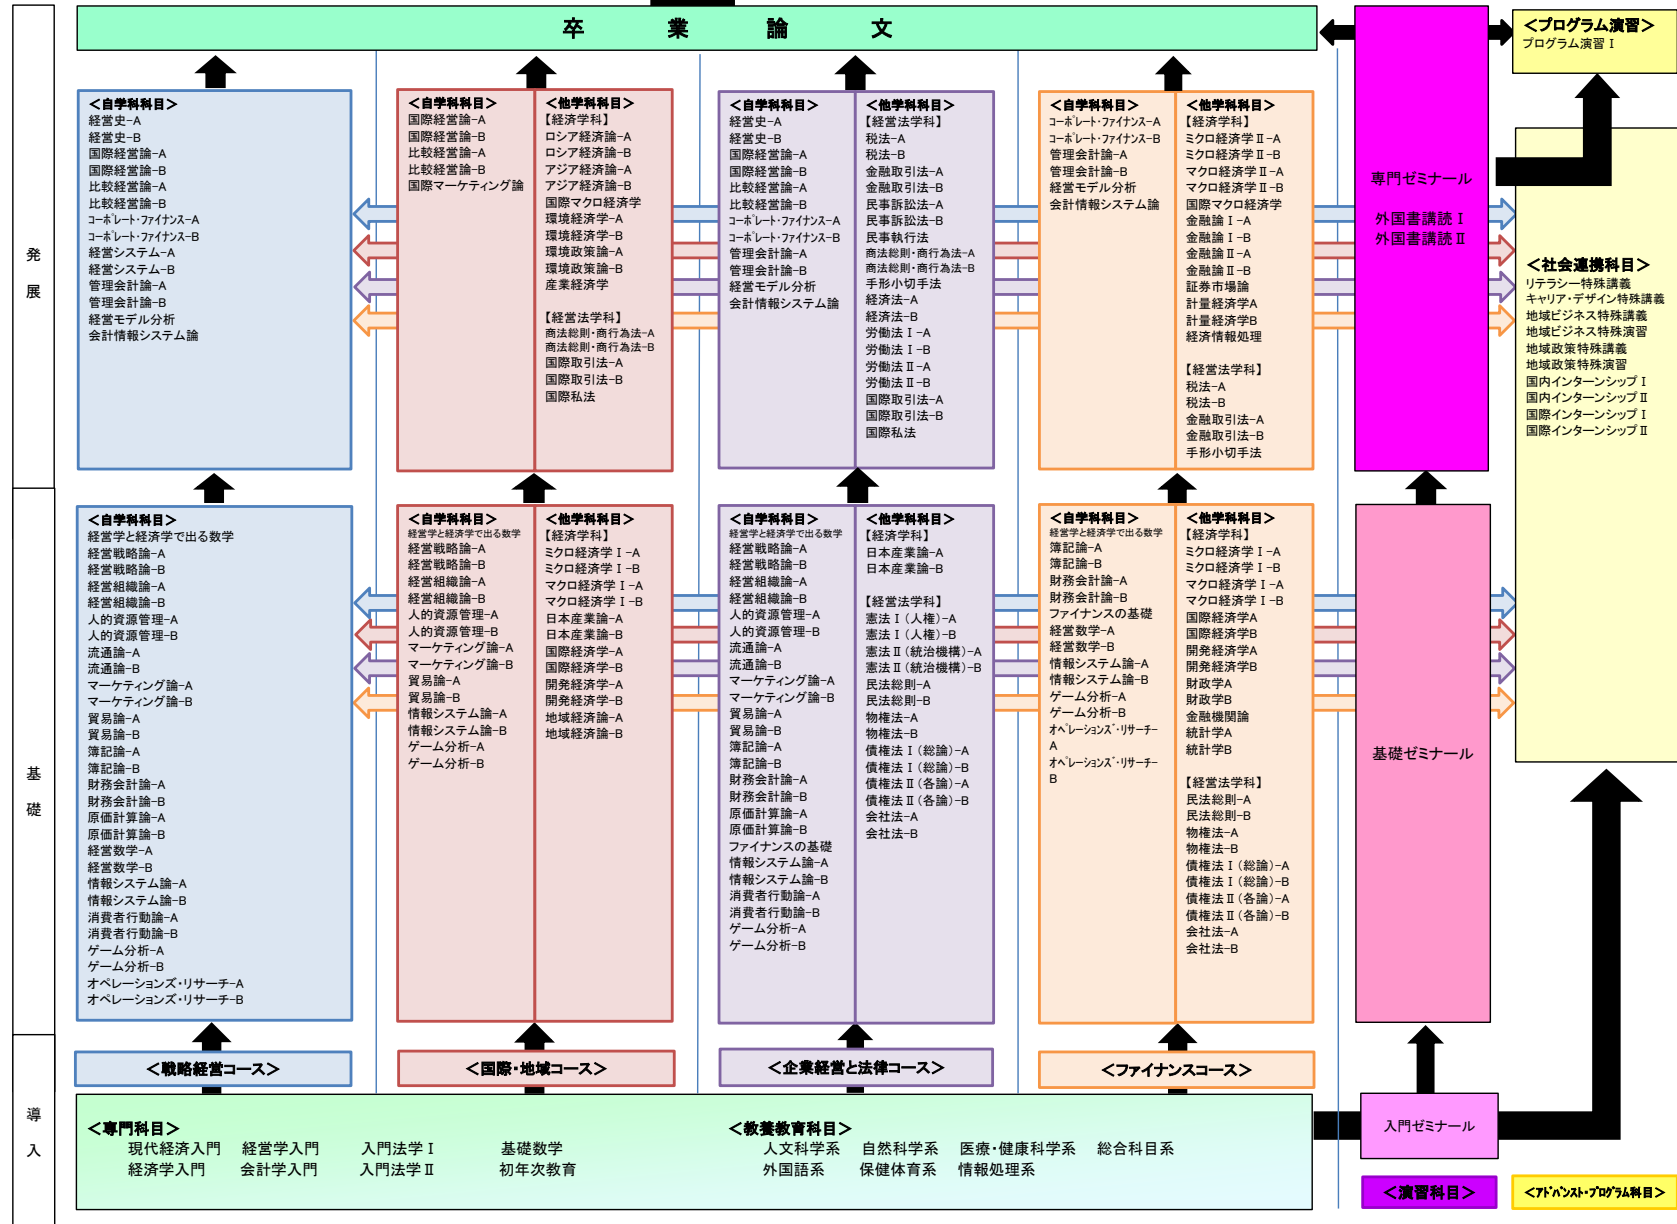 卒業論文
発展
基礎
導入
＜自学科科目＞
経営史-A
経営史-B
国際経営論-A
国際経営論-B
比較経営論-A
比較経営論-B
コーポレート・ファイナンス-A
コーポレート・ファイナンス-B
経営システム-A
経営システム-B
管理会計論-A
管理会計論-B
経営モデル分析
会計情報システム論
＜自学科科目＞
国際経営論-A
国際経営論-B
比較経営論-A
比較経営論-B
国際マーケティング論
＜他学科科目＞
【経済学科】
ロシア経済論-A
ロシア経済論-B
アジア経済論-A
アジア経済論-B
国際マクロ経済学
環境経済学-A
環境経済学-B
環境政策論-A
環境政策論-B
産業経済学
【経営法学科】
商法総則・商行為法-A
商法総則・商行為法-B
国際取引法-A
国際取引法-B
国際私法
＜自学科科目＞
経営史-A
経営史-B
国際経営論-A
国際経営論-B
比較経営論-A
比較経営論-B
コーポレート・ファイナンス-A
コーポレート・ファイナンス-B
管理会計論-A
管理会計論-B
経営モデル分析
会計情報システム論
＜他学科科目＞
【経営法学科】
税法-A
税法-B
金融取引法-A
金融取引法-B
民事訴訟法-A
民事訴訟法-B
民事執行法
商法総則・商行為法-A
商法総則・商行為法-B
手形小切手法
経済法-A
経済法-B
労働法Ⅰ-A
労働法Ⅰ-B
労働法Ⅱ-A
労働法Ⅱ-B
国際取引法-A
国際取引法-B
国際私法
＜自学科科目＞
コーポレート・ファイナンス-A
コーポレート・ファイナンス-B
管理会計論-A
管理会計論-B
経営モデル分析
会計情報システム論
＜他学科科目＞
【経済学科】
ミクロ経済学Ⅱ-A
ミクロ経済学Ⅱ-B
マクロ経済学Ⅱ-A
マクロ経済学Ⅱ-B
国際マクロ経済学
金融論Ⅰ-A
金融論Ⅰ-B
金融論Ⅱ-A
金融論Ⅱ-B
証券市場論
計量経済学A
計量経済学B
経済情報処理
【経営法学科】
税法-A
税法-B
金融取引法-A
金融取引法-B
手形小切手法
専門ゼミナール
外国書講読Ⅰ
外国書講読Ⅱ
＜プログラム演習＞
プログラム演習Ⅰ
＜社会連携科目＞
リテラシー特殊講義
キャリア・デザイン特殊講義
地域ビジネス特殊講義
地域ビジネス特殊演習
地域政策特殊講義
地域政策特殊演習
国内インターンシップⅠ
国内インターンシップⅡ
国際インターンシップⅠ
国際インターンシップⅡ
＜自学科科目＞
経営学と経済学で出る数学
経営戦略論-A
経営戦略論-B
経営組織論-A
経営組織論-B
人的資源管理-A
人的資源管理-B
流通論-A
流通論-B
マーケティング論-A
マーケティング論-B
貿易論-A
貿易論-B
簿記論-A
簿記論-B
財務会計論-A
財務会計論-B
原価計算論-A
原価計算論-B
経営数学-A
経営数学-B
情報システム論-A
情報システム論-B
消費者行動論-A
消費者行動論-B
ゲーム分析-A
ゲーム分析-B
オペレーションズ・リサーチ-A
オペレーションズ・リサーチ-B
＜自学科科目＞
経営学と経済学で出る数学
経営戦略論-A
経営戦略論-B
経営組織論-A
経営組織論-B
人的資源管理-A
人的資源管理-B
マーケティング論-A
マーケティング論-B
貿易論-A
貿易論-B
情報システム論-A
情報システム論-B
ゲーム分析-A
ゲーム分析-B
＜他学科科目＞
【経済学科】
ミクロ経済学Ⅰ-A
ミクロ経済学Ⅰ-B
マクロ経済学Ⅰ-A
マクロ経済学Ⅰ-B
日本産業論-A
日本産業論-B
国際経済学-A
国際経済学-B
開発経済学-A
開発経済学-B
地域経済論-A
地域経済論-B
＜自学科科目＞
経営学と経済学で出る数学
経営戦略論-A
経営戦略論-B
経営組織論-A
経営組織論-B
人的資源管理-A
人的資源管理-B
流通論-A
流通論-B
マーケティング論-A
マーケティング論-B
貿易論-A
貿易論-B
簿記論-A
簿記論-B
財務会計論-A
財務会計論-B
原価計算論-A
原価計算論-B
ファイナンスの基礎
情報システム論-A
情報システム論-B
消費者行動論-A
消費者行動論-B
ゲーム分析-A
ゲーム分析-B
＜他学科科目＞
【経済学科】
日本産業論-A
日本産業論-B
【経営法学科】
憲法Ⅰ(人権)-A
憲法Ⅰ(人権)-B
憲法Ⅱ(統治機構)-A
憲法Ⅱ(統治機構)-B
民法総則-A
民法総則-B
物権法-A
物権法-B
債権法Ⅰ(総論)-A
債権法Ⅰ(総論)-B
債権法Ⅱ(各論)-A
債権法Ⅱ(各論)-B
会社法-A
会社法-B
＜自学科科目＞
経営学と経済学で出る数学
簿記論-A
簿記論-B
財務会計論-A
財務会計論-B
ファイナンスの基礎
経営数学-A
経営数学-B
情報システム論-A
情報システム論-B
ゲーム分析-A
ゲーム分析-B
オペレーションズ・リサーチ-
A
オペレーションズ・リサーチ-
B
＜他学科科目＞
【経済学科】
ミクロ経済学Ⅰ-A
ミクロ経済学Ⅰ-B
マクロ経済学Ⅰ-A
マクロ経済学Ⅰ-B
国際経済学A
国際経済学B
開発経済学A
開発経済学B
財政学A
財政学B
金融機関論
統計学A
統計学B
【経営法学科】
民法総則-A
民法総則-B
物権法-A
物権法-B
債権法Ⅰ(総論)-A
債権法Ⅰ(総論)-B
債権法Ⅱ(各論)-A
債権法Ⅱ(各論)-B
会社法-A
会社法-B
基礎ゼミナール
＜戦略経営コース＞
＜国際・地域コース＞
＜企業経営と法律コース＞
＜ファイナンスコース＞
＜専門科目＞
現代経済入門 経営学入門 入門法学Ⅰ 基礎数学
経済学入門 会計学入門 入門法学Ⅱ 初年次教育
＜教養教育科目＞
人文科学系 自然科学系 医療・健康科学系 総合科目系
外国語系 保健体育系 情報処理系
入門ゼミナール
＜演習科目＞
＜アドバンスト・プログラム科目＞